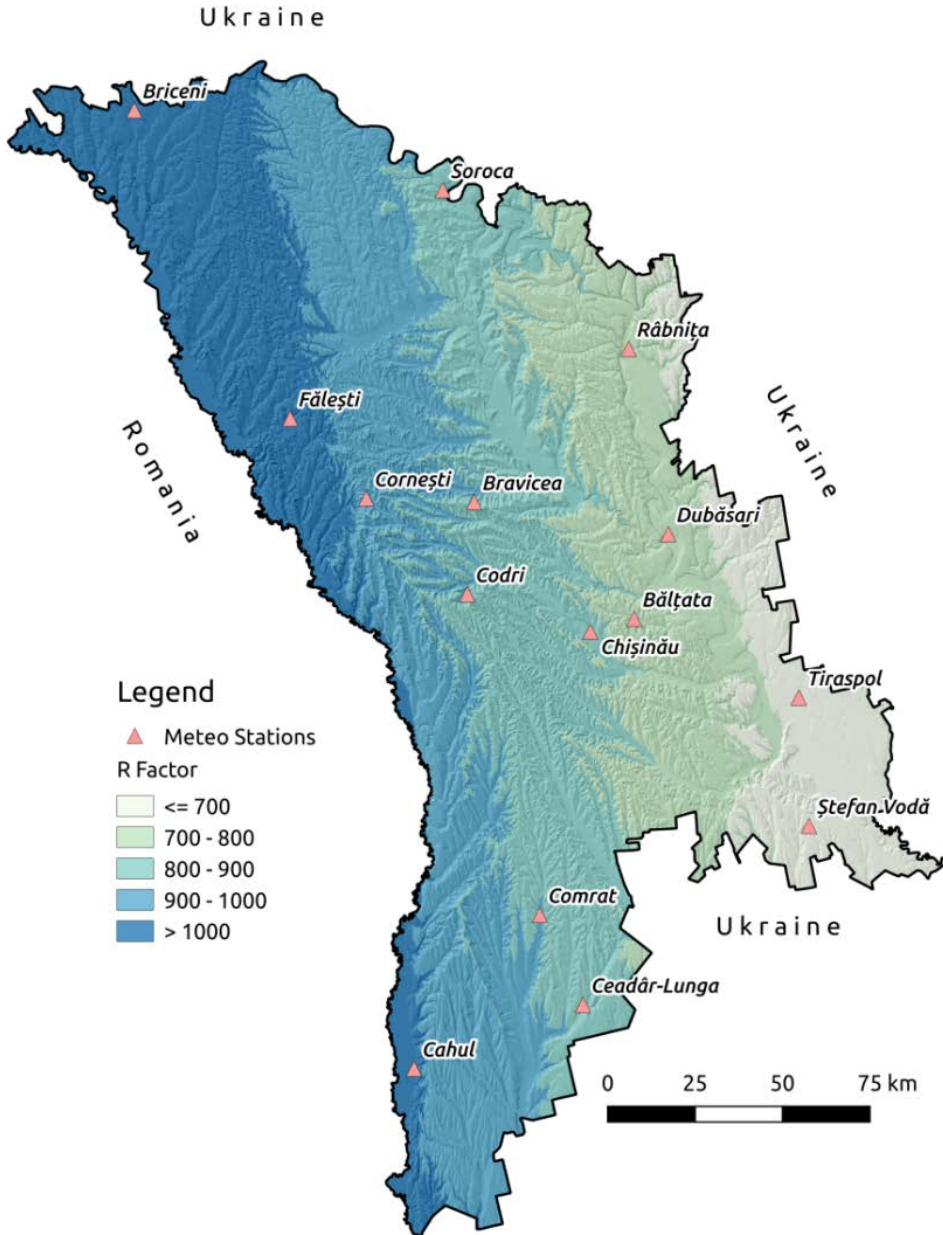 Ukraine
Briceni
Soroca
Râbnița
Fălești
Ukraine
Romania
Cornești
Bravicea
Dubăsari
Codri
Bălțata
Chișinău
Legend
Tiraspol
Meteo Stations
R Factor
<= 700
Ștefan-Vodă
700 - 800
800 - 900
900 - 1000
Comrat
Ukraine
> 1000
Ceadâr-Lunga
Cahul
0 25 50 75 km